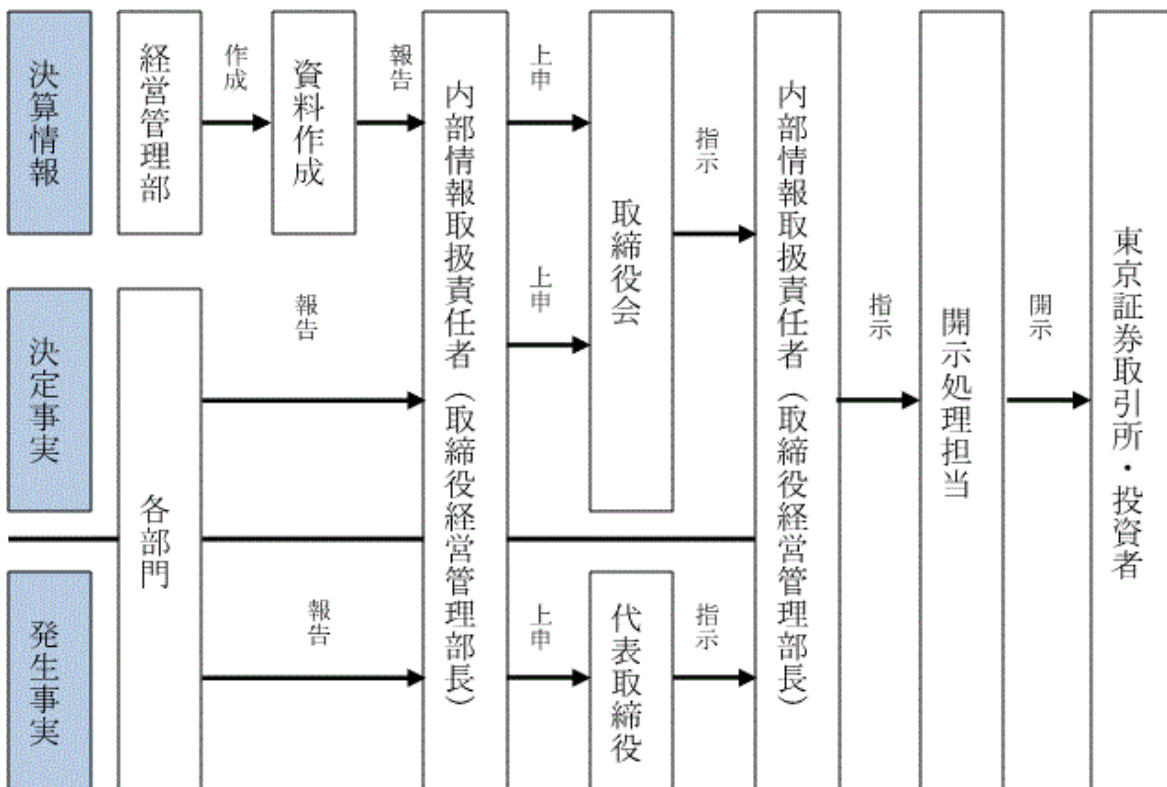 決算情報
経営管理部
作成
資料作成
報告
内部情報取扱責任者（取締役経営管理部長）
上申
取締役会
指示
内部情報取扱責任者（取締役経営管理部長）
指示
開示処理担当
開示
東京証券取引所・投資者
決定事実
各部門
報告
上申
発生事実
報告
上申
代表取締役
指示